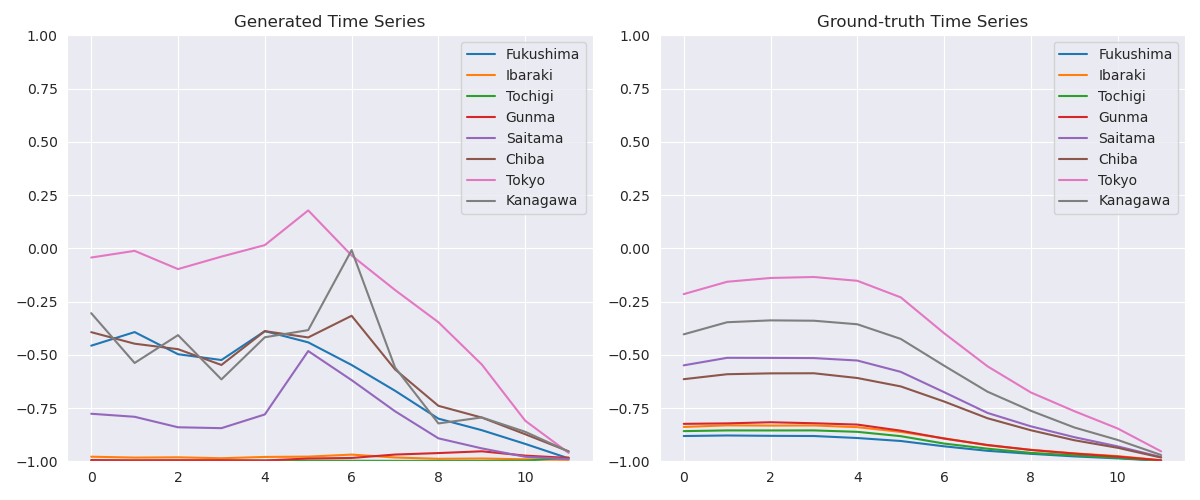 Generated Time Series
1.00
0.75
0.50
0.25
0.00
−0.25
−0.50
−0.75
−1.00
0 2 4 6 8 10
Fukushima
Ibaraki
Tochigi
Gunma
Saitama
Chiba
Tokyo
Kanagawa
Ground-truth Time Series
1.00
0.75
0.50
0.25
0.00
−0.25
−0.50
−0.75
−1.00
0 2 4 6 8 10
Fukushima
Ibaraki
Tochigi
Gunma
Saitama
Chiba
Tokyo
Kanagawa